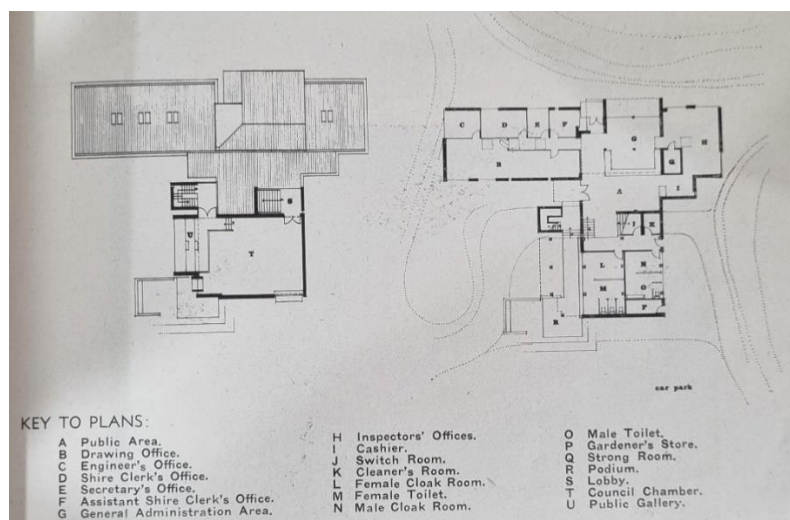 C D E F G
H
B
Q
A
I
S
J K
U
T
L N
M O
P
R
car park
KEY TO PLANS:
A Public Area.
B Drawing Office.
C Engineer's Office.
D Shire Clerk's Office.
E Secretary's Office.
F Assistant Shire Clerk's Office.
G General Administration Area.
H Inspectors' Offices.
I Cashier.
J Switch Room.
K Cleaner's Room.
L Female Cloak Room.
M Female Toilet.
N Male Cloak Room.
O Male Toilet.
P Gardener's Store.
Q Strong Room.
R Podium.
S Lobby.
T Council Chamber.
U Public Gallery.